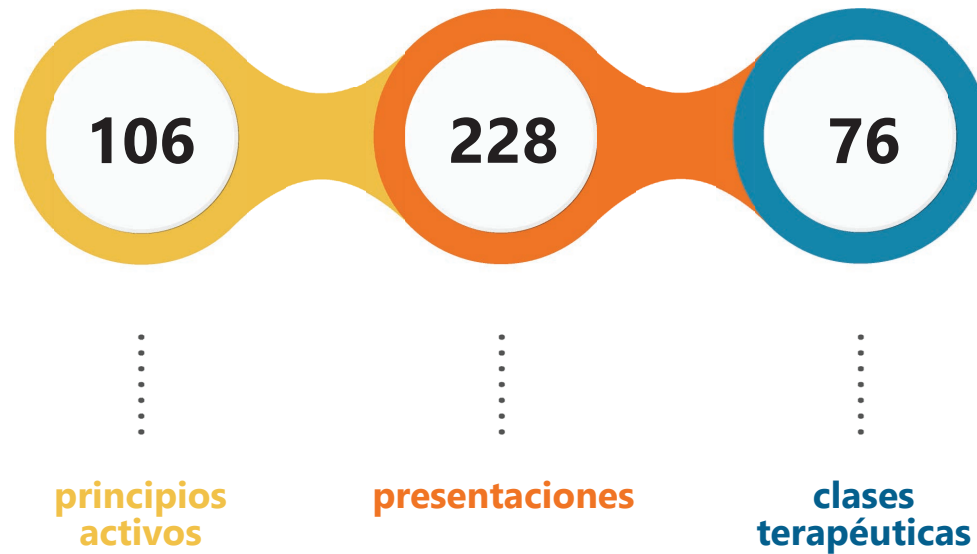 106
228
76
principios
activos
presentaciones
clases
terapéuticas